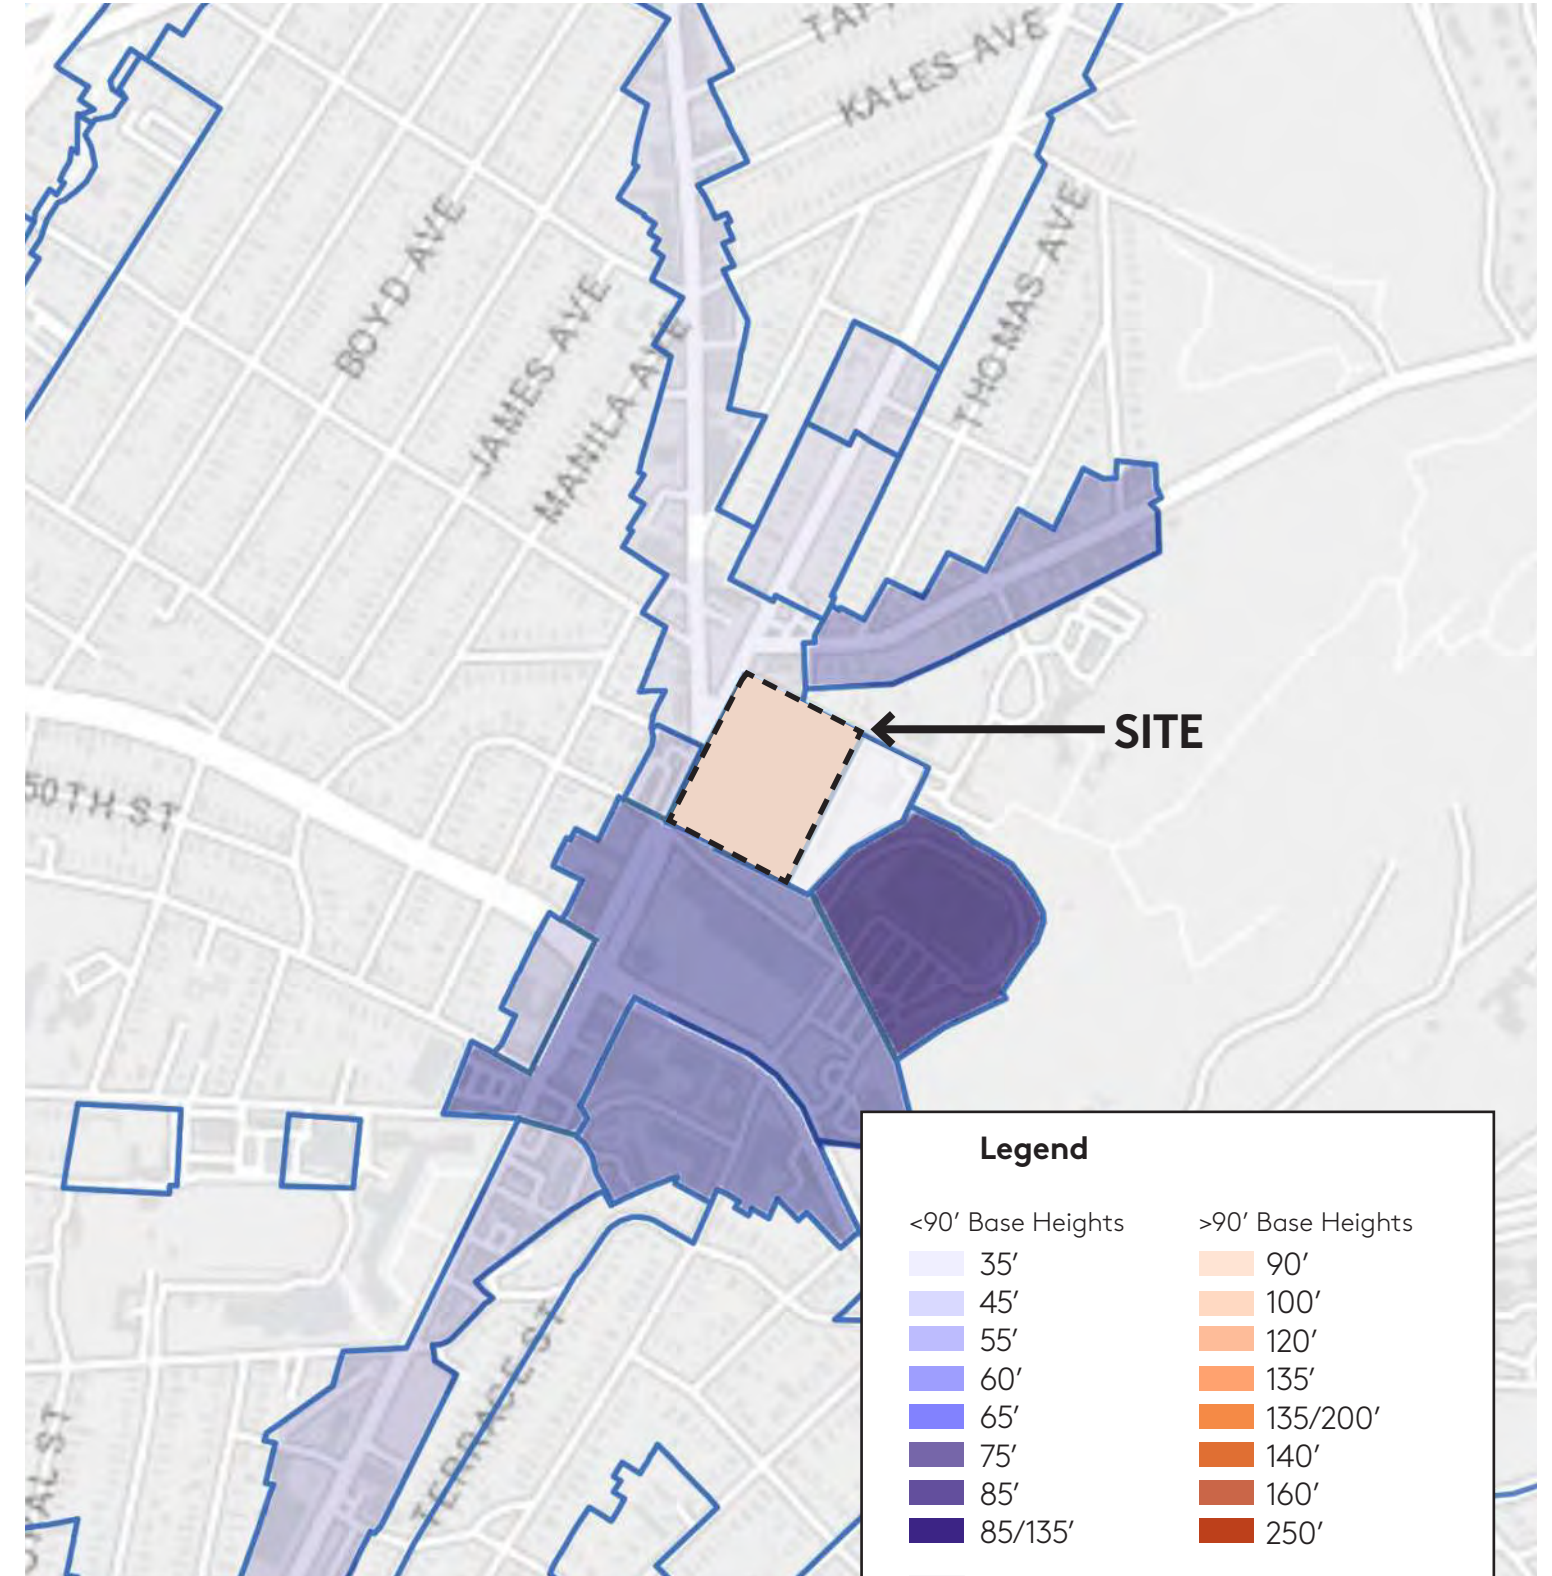 KALES AVE
THOMAS AVE
BOYD AVE
JAMES AVE
MANILA AVE
SITE
50TH ST
TERRACE ST
Legend
<90′ Base Heights
35′
45′
55′
60′
65′
75′
85′
85/135′
>90′ Base Heights
90′
100′
120′
135′
135/200′
140′
160′
250′